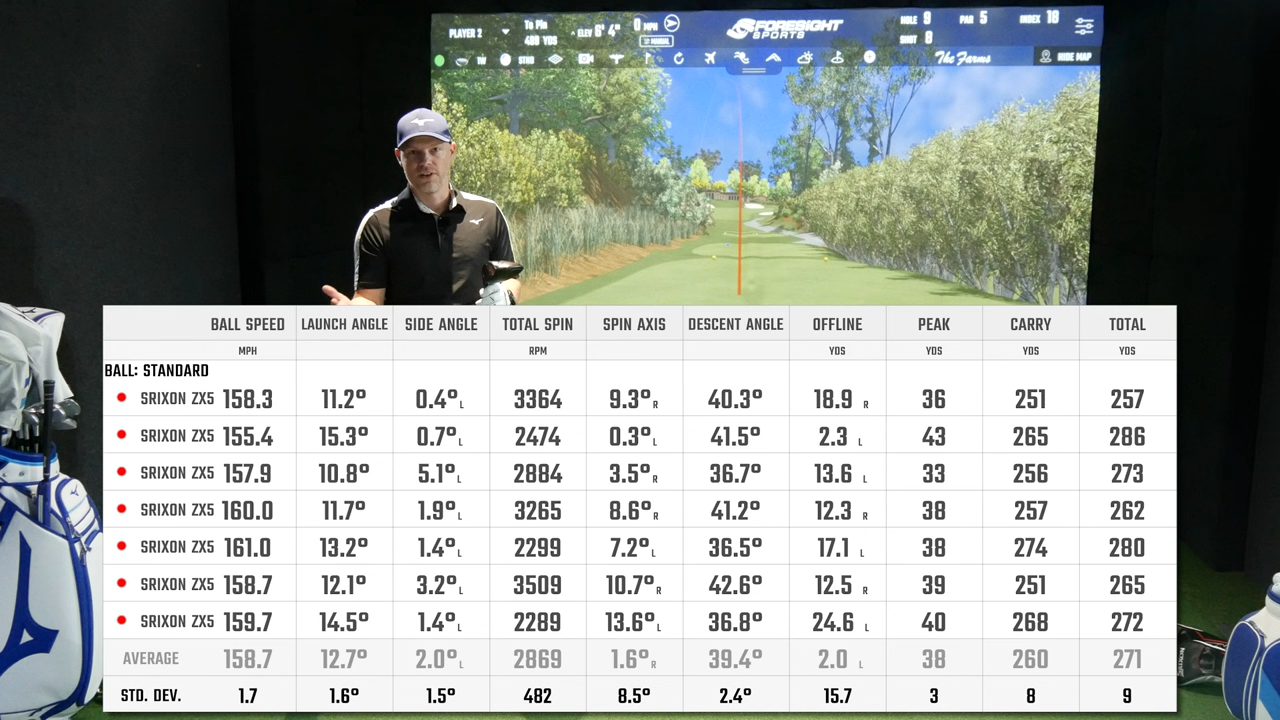 PLAYER 2 To Pin 489 YDS ELEV 6' 4" 0 MPH MANUAL
FORESIGHT SPORTS
HOLE 9 PAR 5 INDEX 18
SHOT 8
1W STND The Farms HIDE MAP
BALL SPEED LAUNCH ANGLE SIDE ANGLE TOTAL SPIN SPIN AXIS DESCENT ANGLE OFFLINE PEAK CARRY TOTAL
MPH RPM YDS YDS YDS YDS
BALL: STANDARD
SRIXON ZX5 158.3 11.2° 0.4° L 3364 9.3° R 40.3° 18.9 R 36 251 257
SRIXON ZX5 155.4 15.3° 0.7° L 2474 0.3° L 41.5° 2.3 L 43 265 286
SRIXON ZX5 157.9 10.8° 5.1° L 2884 3.5° R 36.7° 13.6 L 33 256 273
SRIXON ZX5 160.0 11.7° 1.9° L 3265 8.6° R 41.2° 12.3 R 38 257 262
SRIXON ZX5 161.0 13.2° 1.4° L 2299 7.2° L 36.5° 17.1 L 38 274 280
SRIXON ZX5 158.7 12.1° 3.2° L 3509 10.7° R 42.6° 12.5 R 39 251 265
SRIXON ZX5 159.7 14.5° 1.4° L 2289 13.6° L 36.8° 24.6 L 40 268 272
AVERAGE 158.7 12.7° 2.0° L 2869 1.6° R 39.4° 2.0 L 38 260 271
STD. DEV. 1.7 1.6° 1.5° 482 8.5° 2.4° 15.7 3 8 9